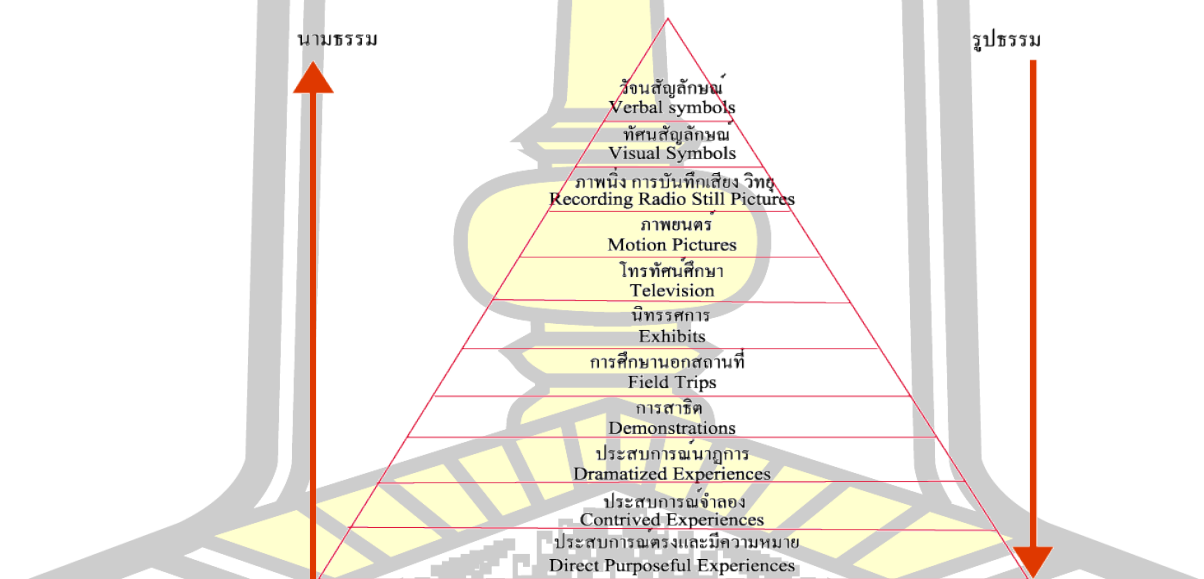 นามธรรม
รูปธรรม
วัจนสัญลักษณ์
Verbal symbols
ทัศนสัญลักษณ์
Visual Symbols
ภาพนิ่ง การบันทึกเสียง วิทยุ
Recording Radio Still Pictures
ภาพยนตร์
Motion Pictures
โทรทัศน์ศึกษา
Television
นิทรรศการ
Exhibits
การศึกษานอกสถานที่
Field Trips
การสาธิต
Demonstrations
ประสบการณ์นาฏการ
Dramatized Experiences
ประสบการณ์จำลอง
Contrived Experiences
ประสบการณ์ตรงและมีความหมาย
Direct Purposeful Experiences